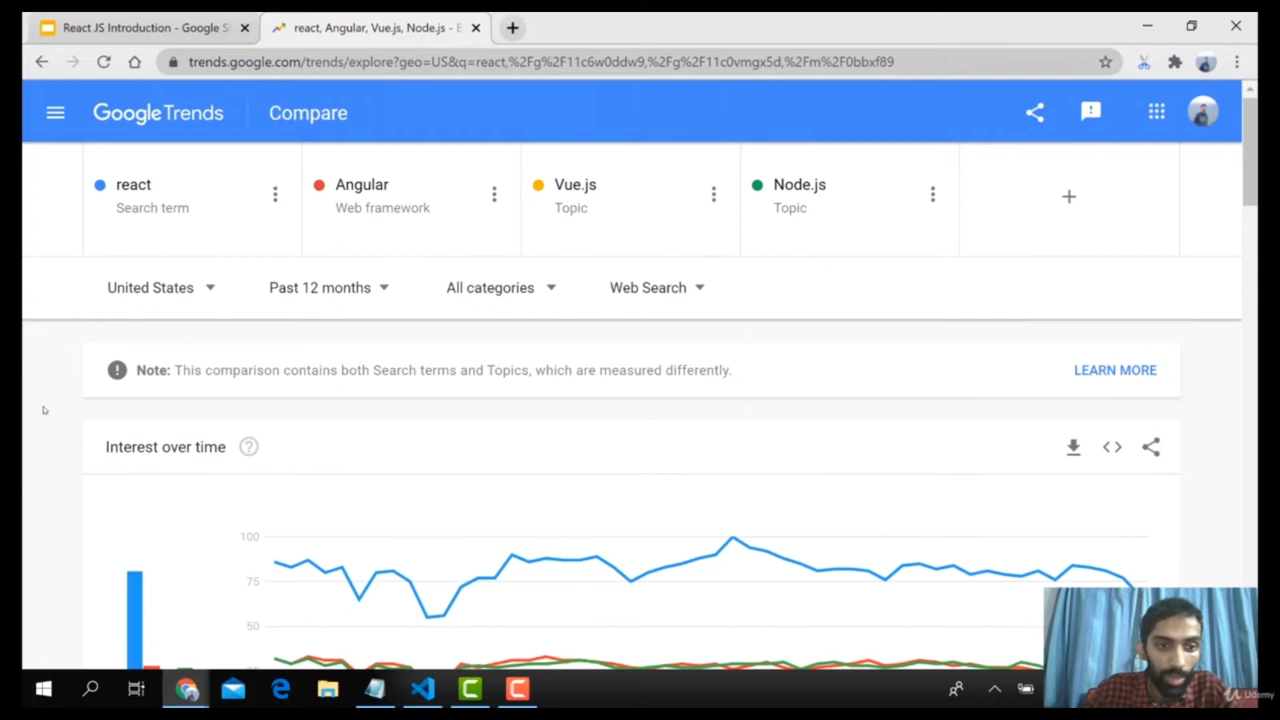 React JS Introduction - Google S
react, Angular, Vue.js, Node.js - E
trends.google.com/trends/explore?geo=US&q=react,%2Fg%2F11c6w0ddw9,%2Fg%2F11c0vmgx5d,%2Fm%2F0bbxf89
Google Trends
Compare
react
Search term
Angular
Web framework
Vue.js
Topic
Node.js
Topic
United States
Past 12 months
All categories
Web Search
Note: This comparison contains both Search terms and Topics, which are measured differently.
LEARN MORE
Interest over time
100
75
50
Udemy